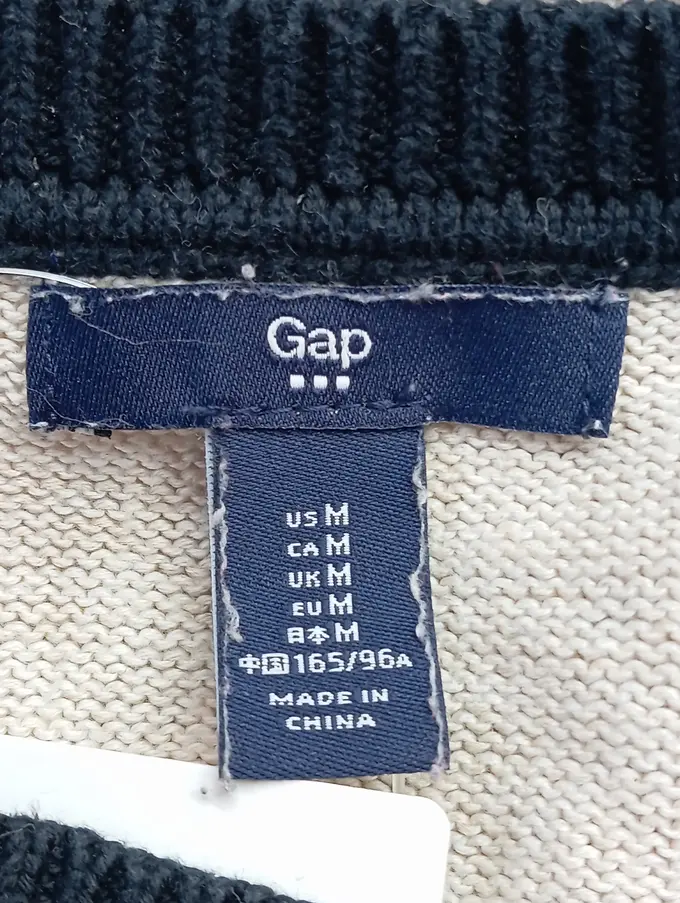 Gap
US M
CA M
UK M
EU M
日本 M
中国 165/96A
MADE IN
CHINA